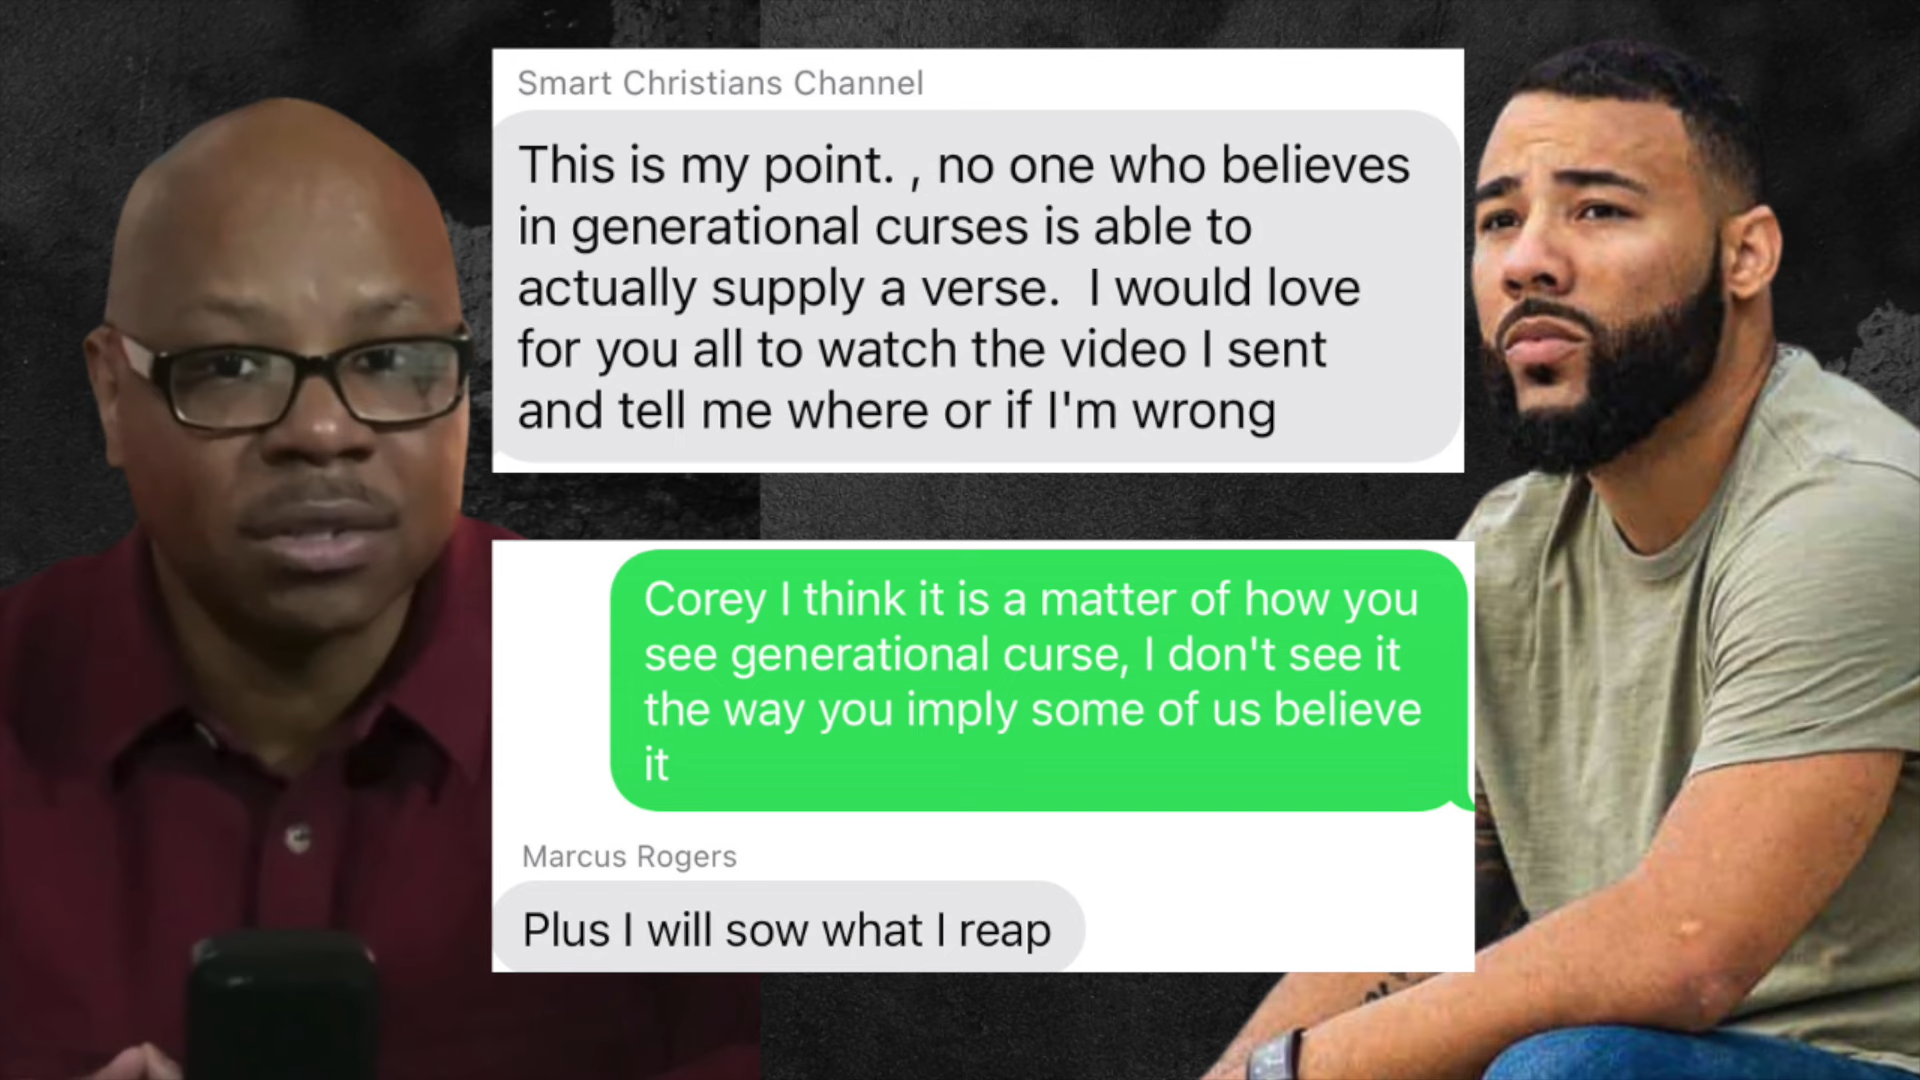 Smart Christians Channel
This is my point. , no one who believes
in generational curses is able to
actually supply a verse.  I would love
for you all to watch the video I sent
and tell me where or if I'm wrong
Corey I think it is a matter of how you
see generational curse, I don't see it
the way you imply some of us believe
it
Marcus Rogers
Plus I will sow what I reap